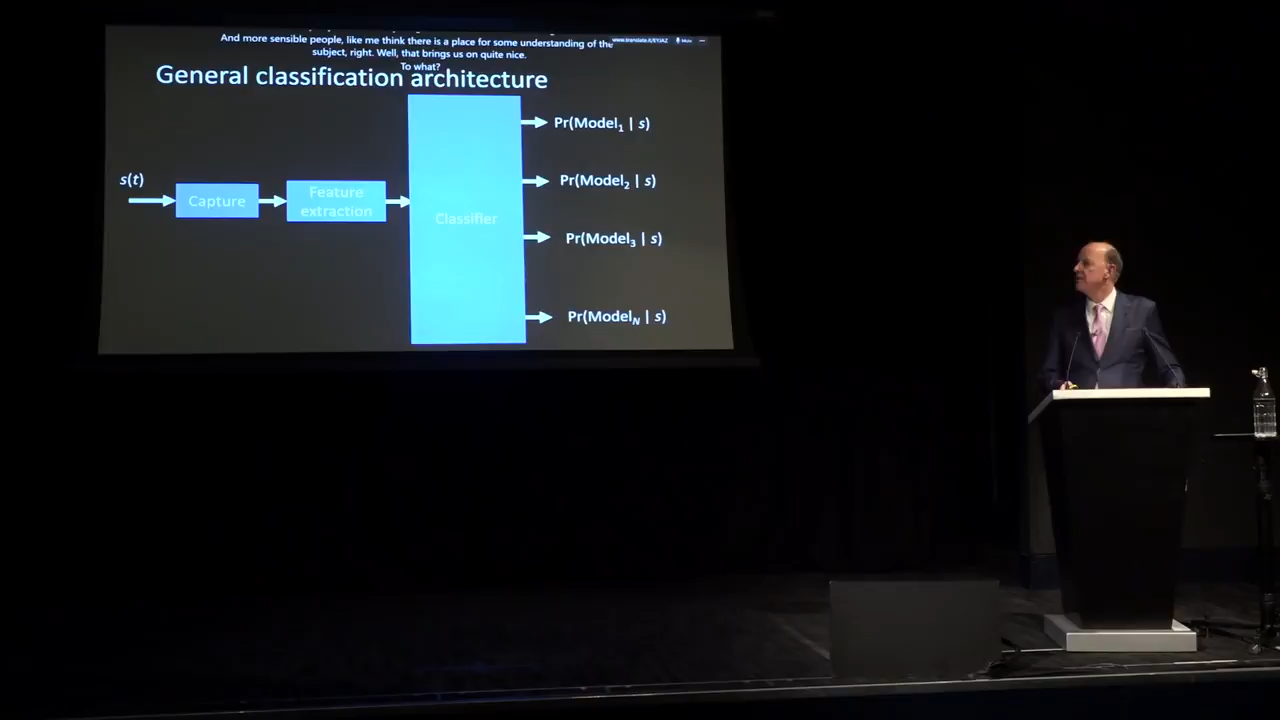 And more sensible people, like me think there is a place for some understanding of the
subject, right. Well, that brings us on quite nice.
To what?
Mute
General classification architecture
s(t)
Capture
Feature
extraction
Classifier
Pr(Model1 | s)
Pr(Model2 | s)
Pr(Model3 | s)
Pr(ModelN | s)